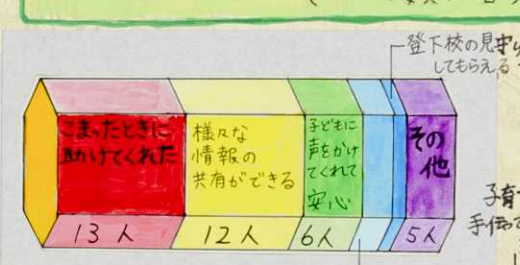 登下校の見守り
してもらえる
こまったときに
助けてくれた
様々な
情報の
共有ができる
子どもに
声をかけ
てくれて
安心
その
他
子育
手伝って
13人
12人
6人
5人